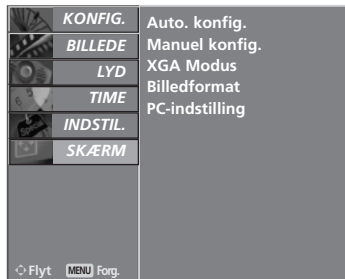 KONFIG.
BILLEDE
LYD
TIME
INDSTIL.
SKÆRM
Auto. konfig.
Manuel konfig.
XGA Modus
Billedformat
PC-indstilling
Flyt MENU Forg.